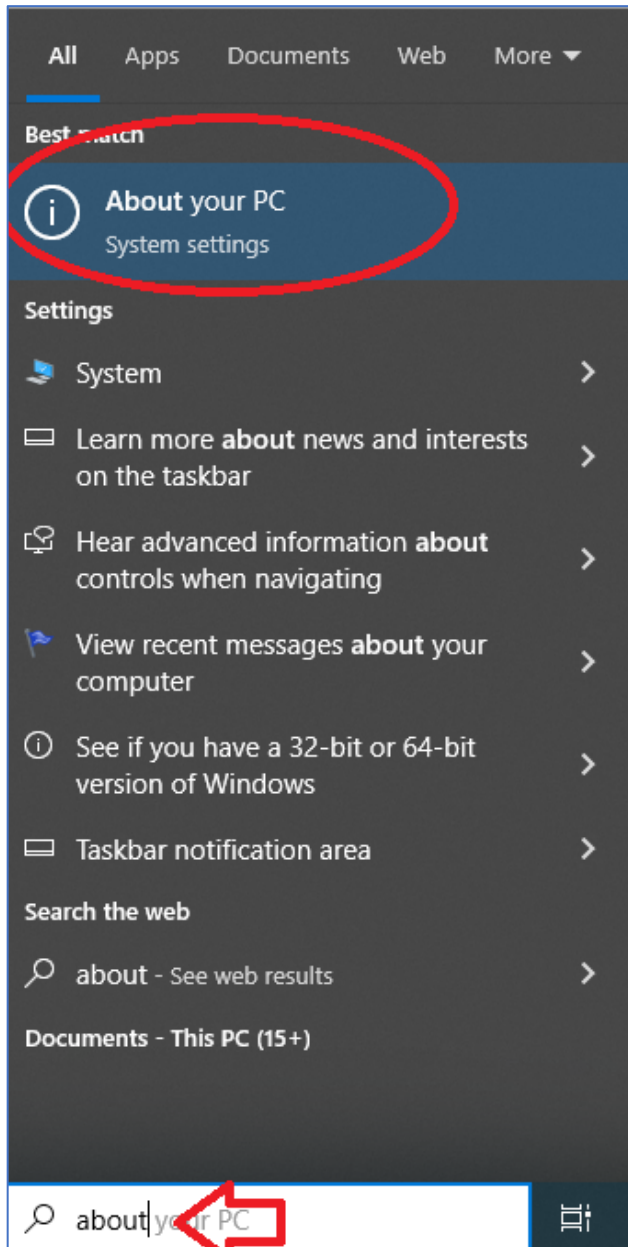 All Apps Documents Web More
Best match
About your PC
System settings
Settings
System
Learn more about news and interests
on the taskbar
Hear advanced information about
controls when navigating
View recent messages about your
computer
See if you have a 32-bit or 64-bit
version of Windows
Taskbar notification area
Search the web
about - See web results
Documents - This PC (15+)
about your PC